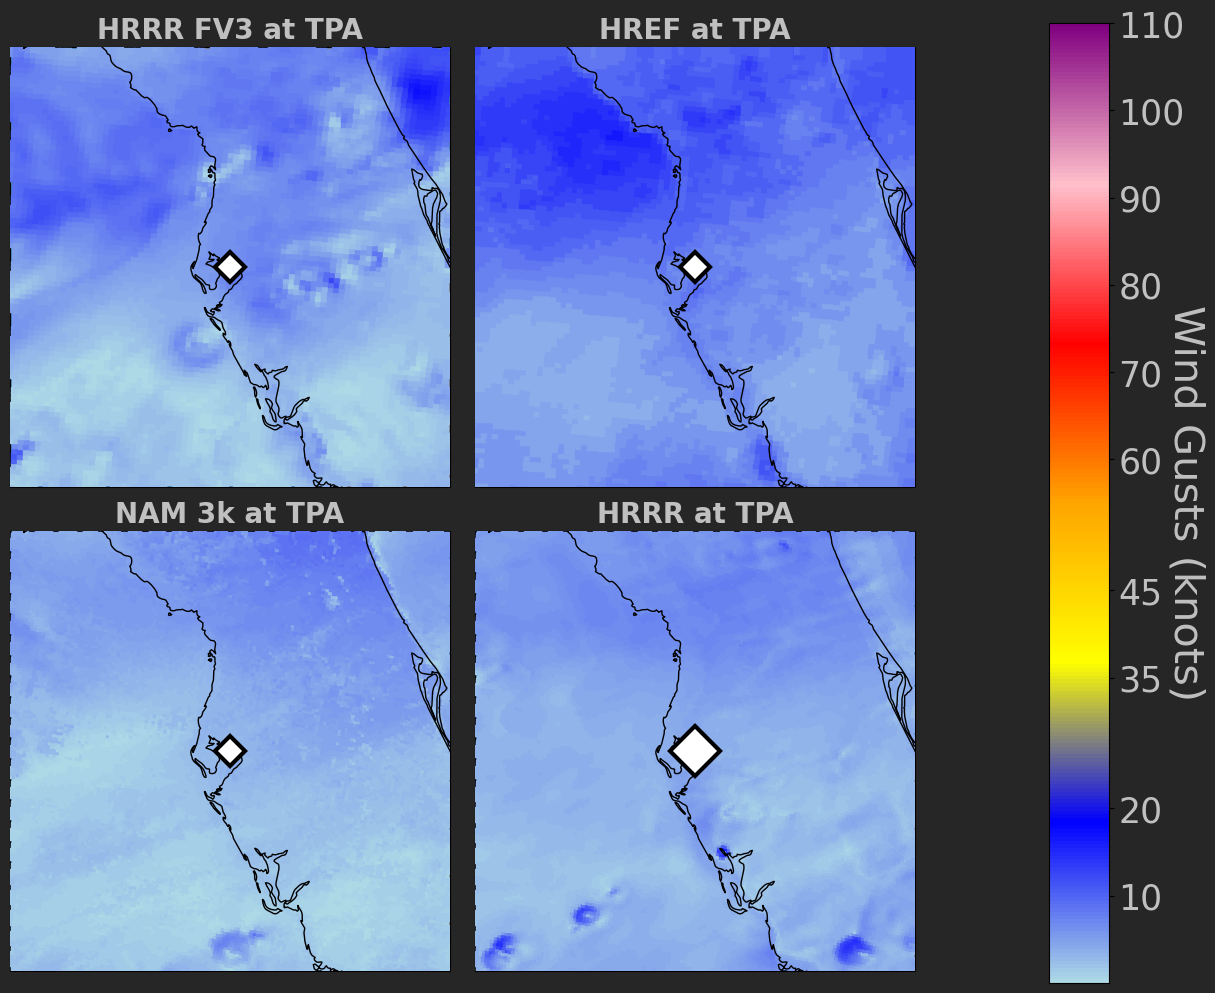 HRRR FV3 at TPA
HREF at TPA
NAM 3k at TPA
HRRR at TPA
110
100
90
80
70
60
45
35
20
10
Wind Gusts (knots)